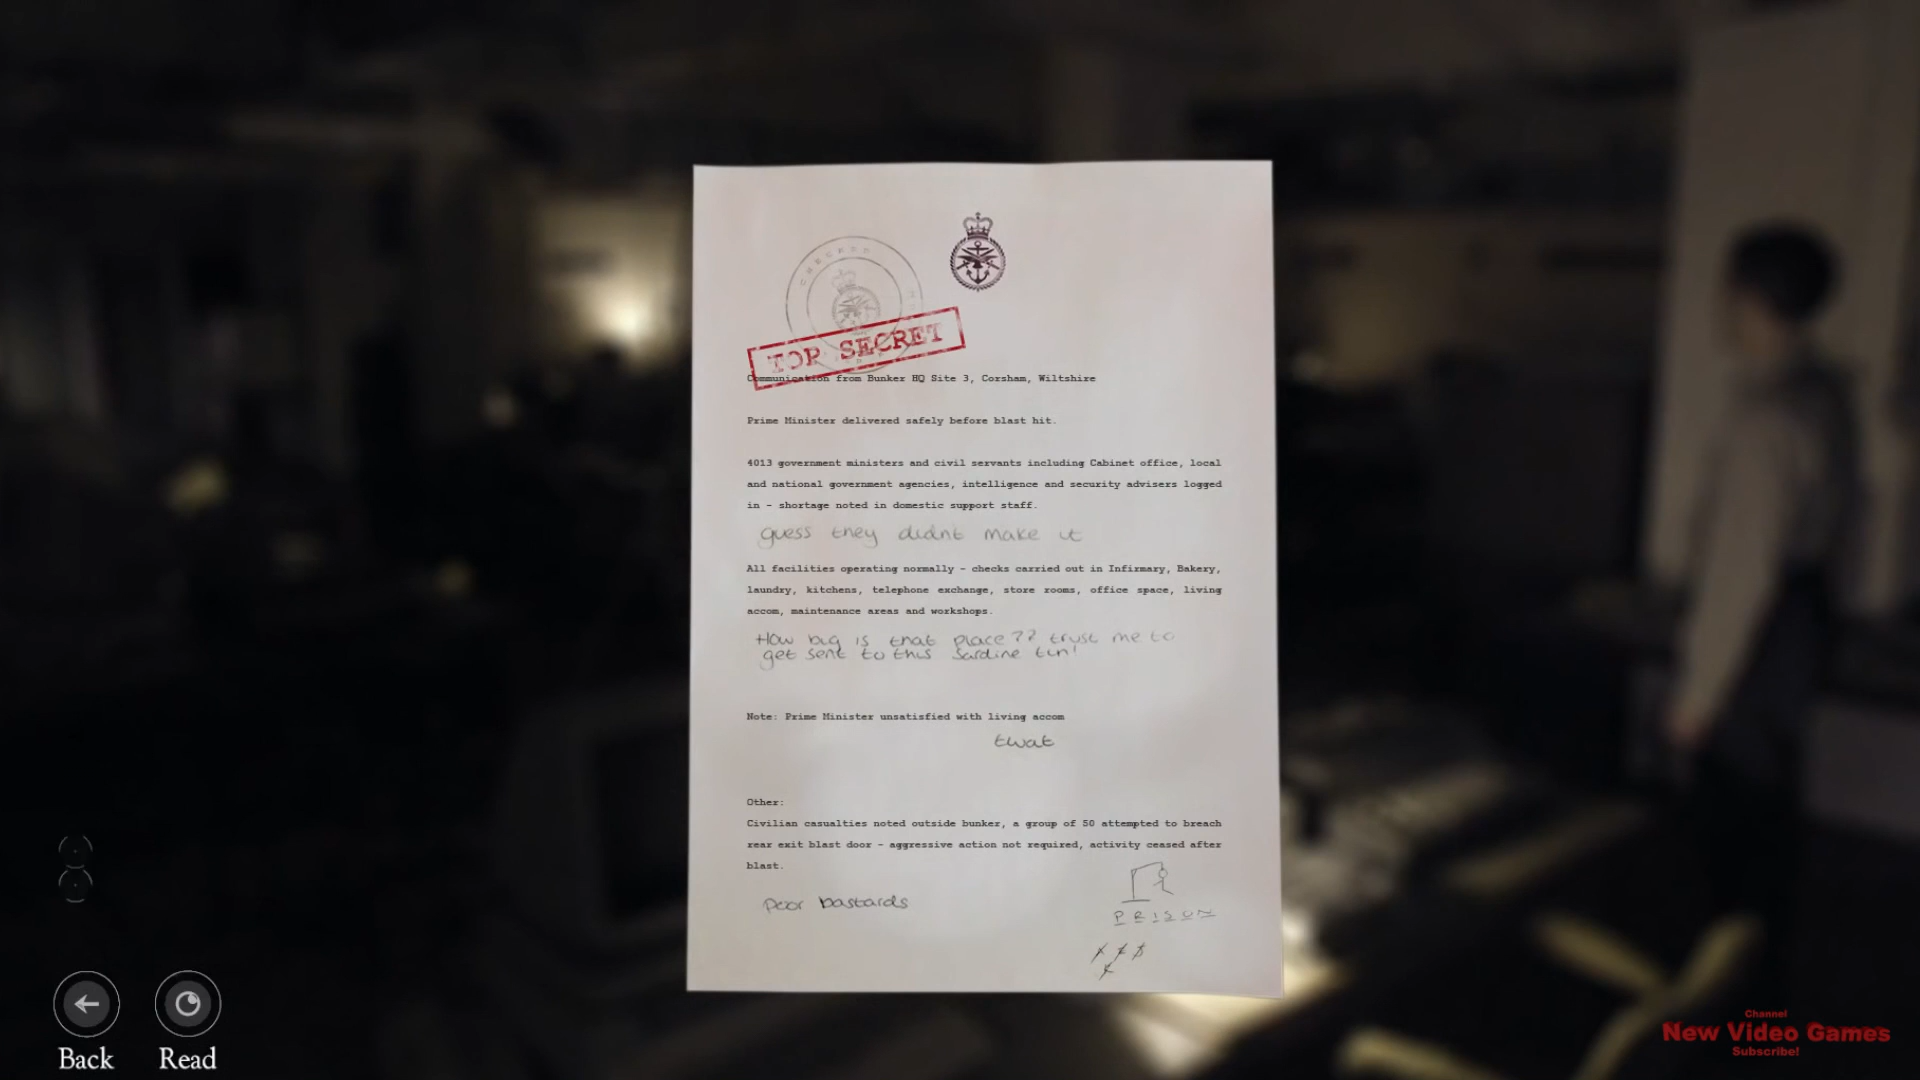 CHECKED
TOP SECRET
Communication from Bunker HQ Site 3, Corsham, Wiltshire
Prime Minister delivered safely before blast hit.
4013 government ministers and civil servants including Cabinet office, local
and national government agencies, intelligence and security advisers logged
in - shortage noted in domestic support staff.
guess they didnt make it
All facilities operating normally - checks carried out in Infirmary, Bakery,
laundry, kitchens, telephone exchange, store rooms, office space, living
accom, maintenance areas and workshops.
How big is that place?? trust me to
get sent to this sardine tin!
Note: Prime Minister unsatisfied with living accom
twat
Other:
Civilian casualties noted outside bunker, a group of 50 attempted to breach
rear exit blast door - aggressive action not required, activity ceased after
blast.
poor bastards
PRISON
Back
Read
Channel
New Video Games
Subscribe!